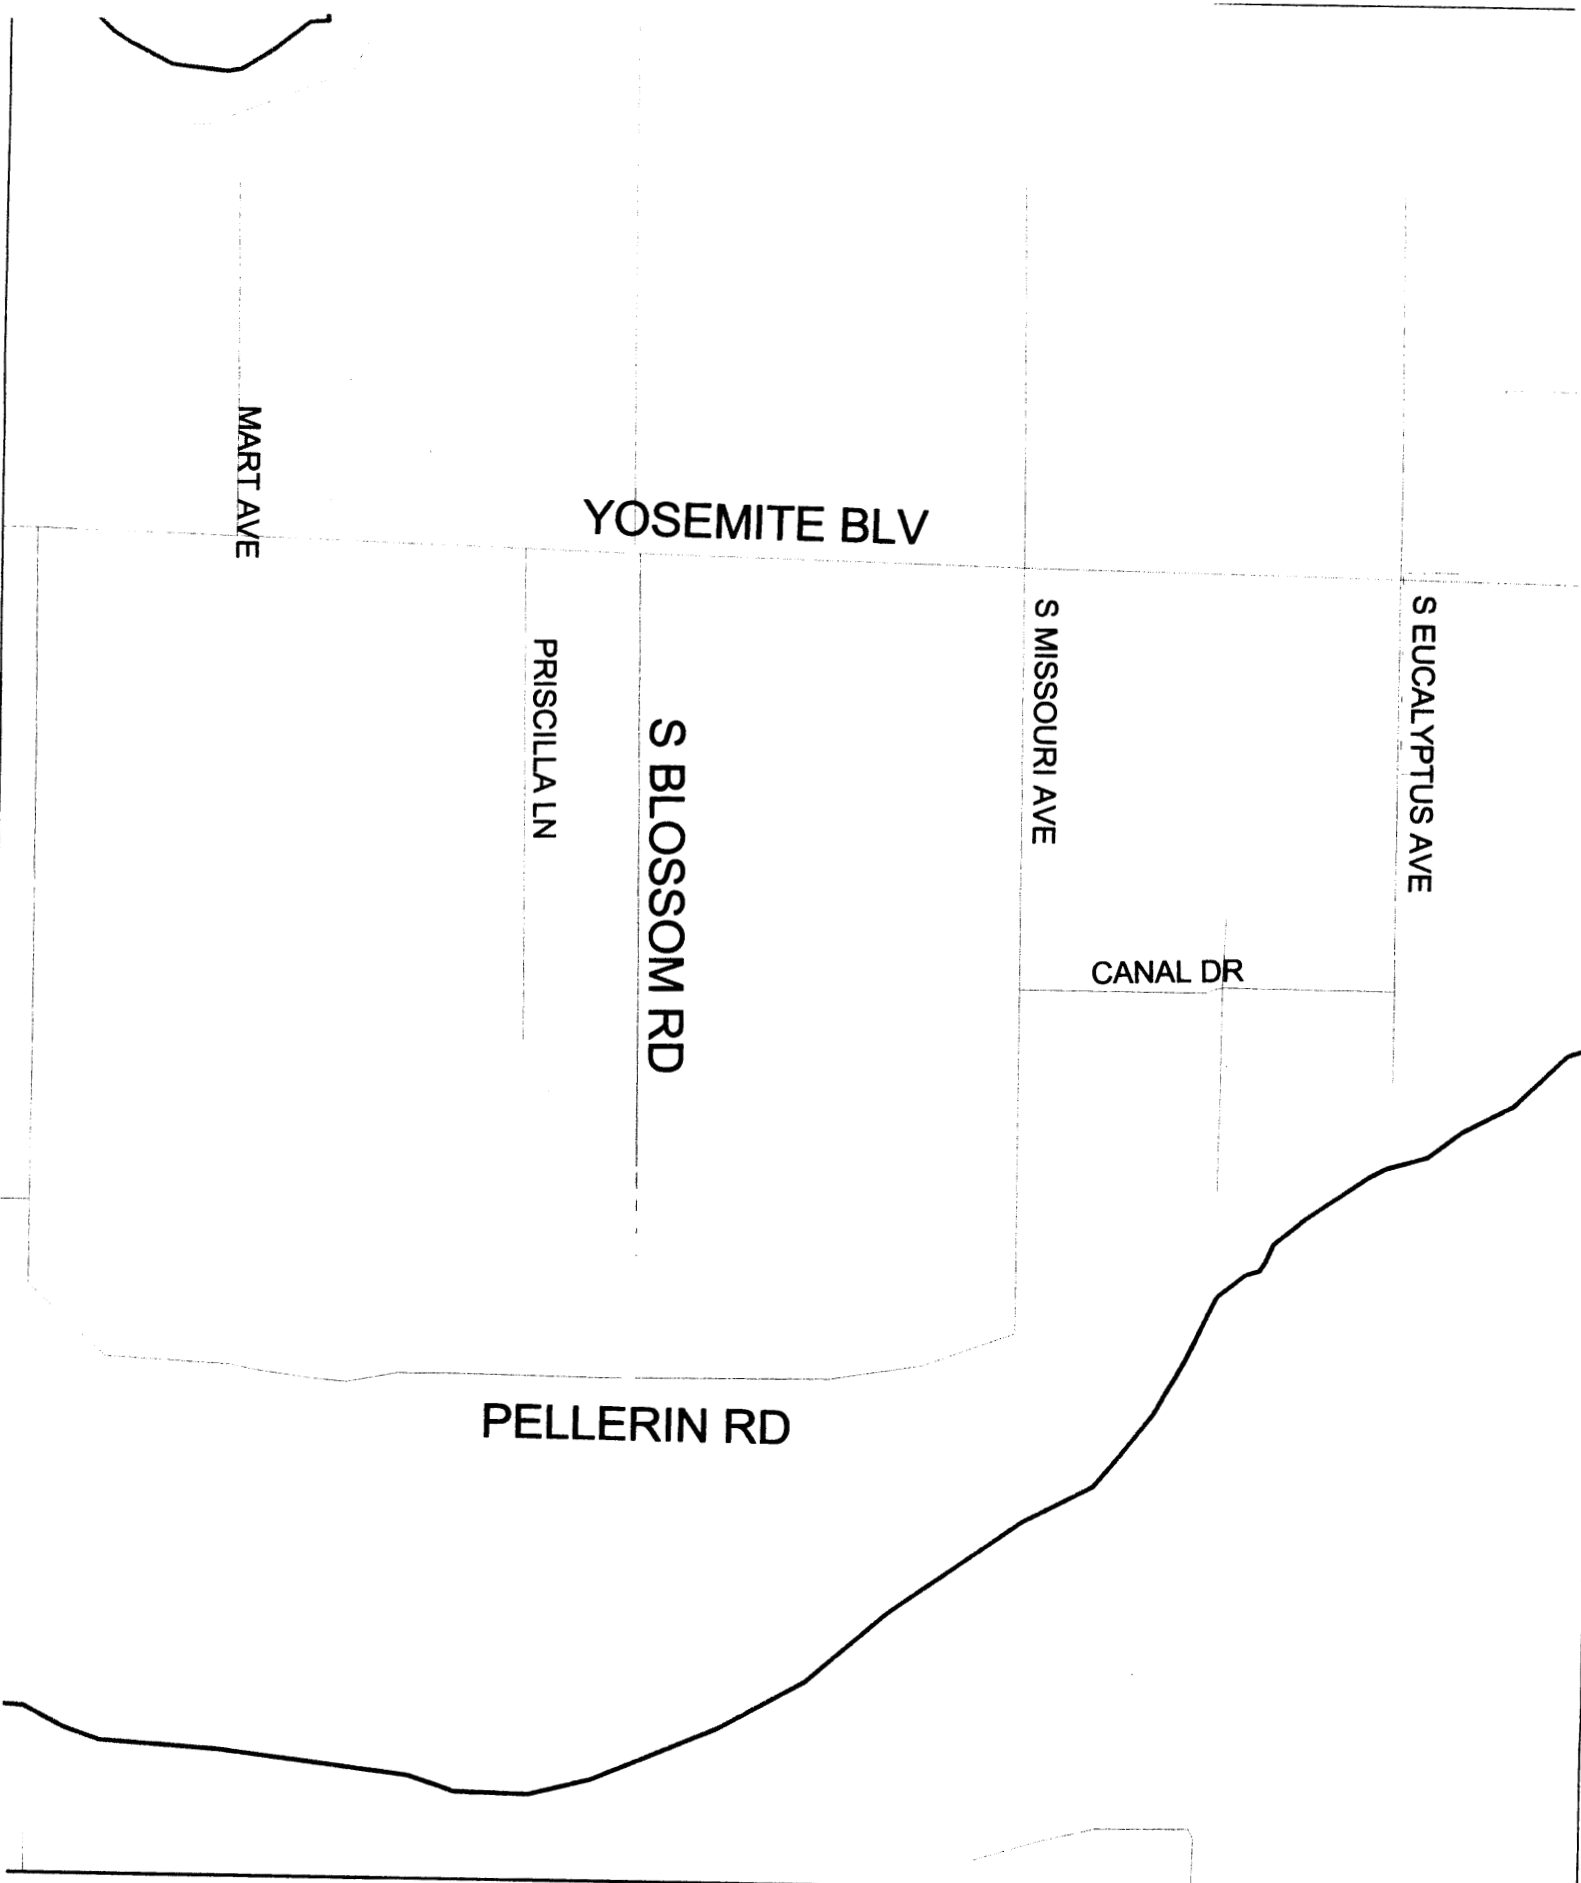 MART AVE
YOSEMITE BLV
PRISCILLA LN
S BLOSSOM RD
S MISSOURI AVE
S EUCALYPTUS AVE
CANAL DR
PELLERIN RD